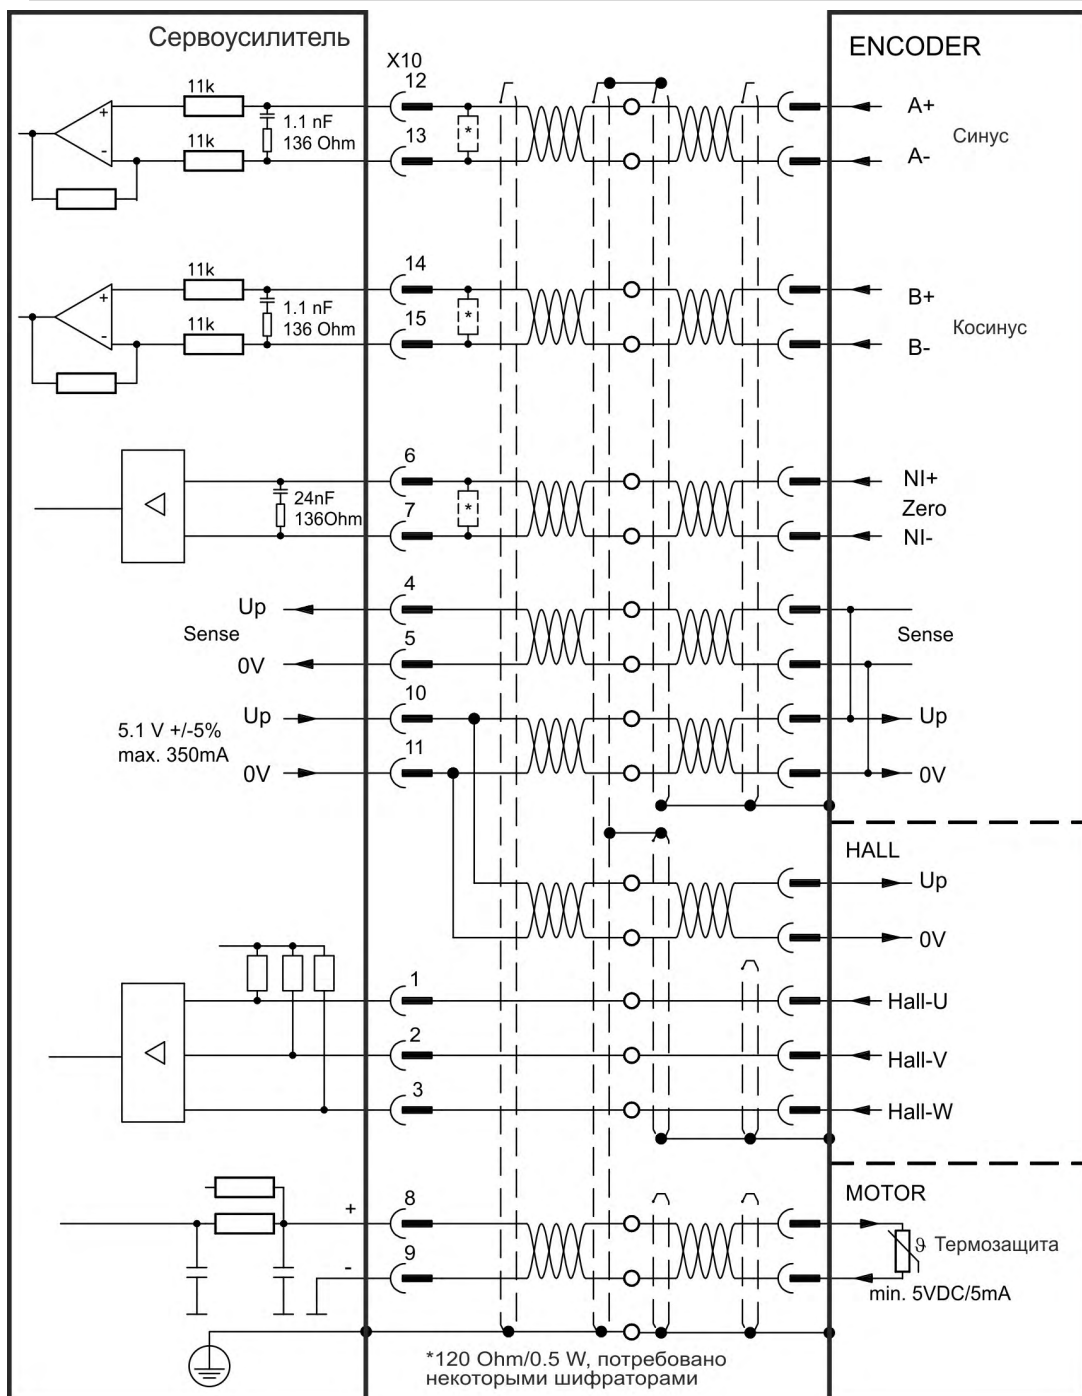 Сервоусилитель
ENCODER
X10
12
11k
1.1 nF
136 Ohm
11k
13
*
A+
Синус
A-
14
11k
1.1 nF
136 Ohm
11k
15
*
B+
Косинус
B-
6
24nF
136Ohm
7
*
NI+
Zero
NI-
4
Up
Sense
5
0V
Sense
10
5.1 V +/-5%
max. 350mA
Up
11
0V
Up
0V
HALL
Up
0V
1
Hall-U
2
Hall-V
3
Hall-W
MOTOR
8
+
9
-
ϑ Термозащита
min. 5VDC/5mA
*120 Ohm/0.5 W, потребовано
некоторыми шифраторами
+
-
+
-